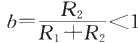 b = R₂ / (R₁ + R₂) < 1